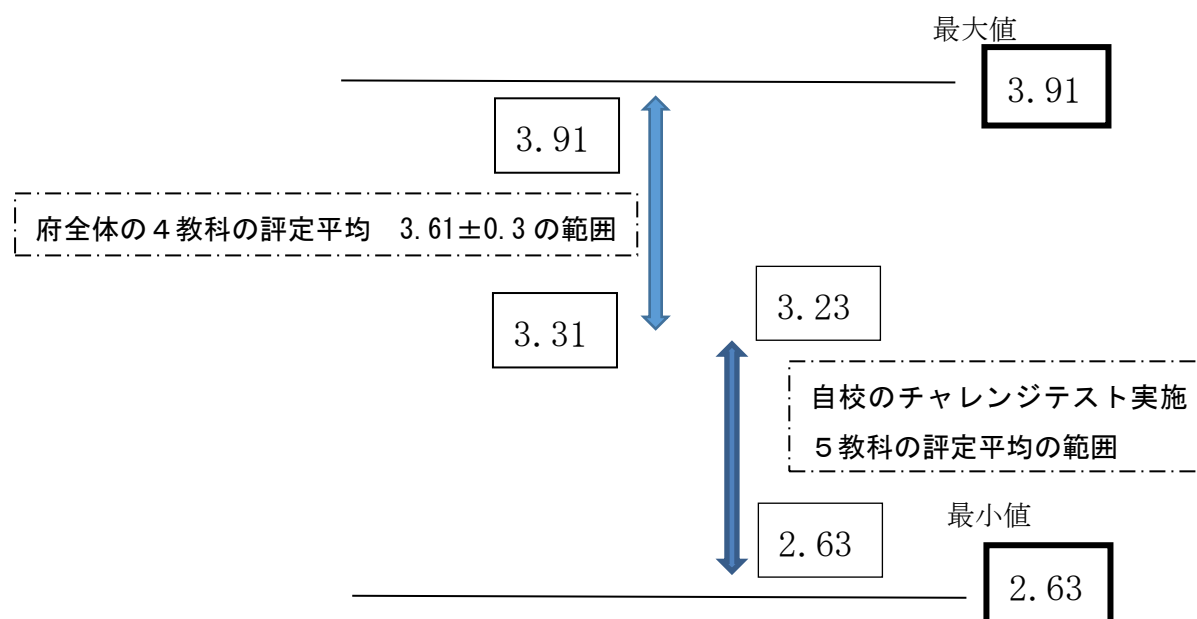 最大値
3.91
3.91
府全体の４教科の評定平均　3.61±0.3の範囲
3.23
3.31
自校のチャレンジテスト実施
５教科の評定平均の範囲
最小値
2.63
2.63